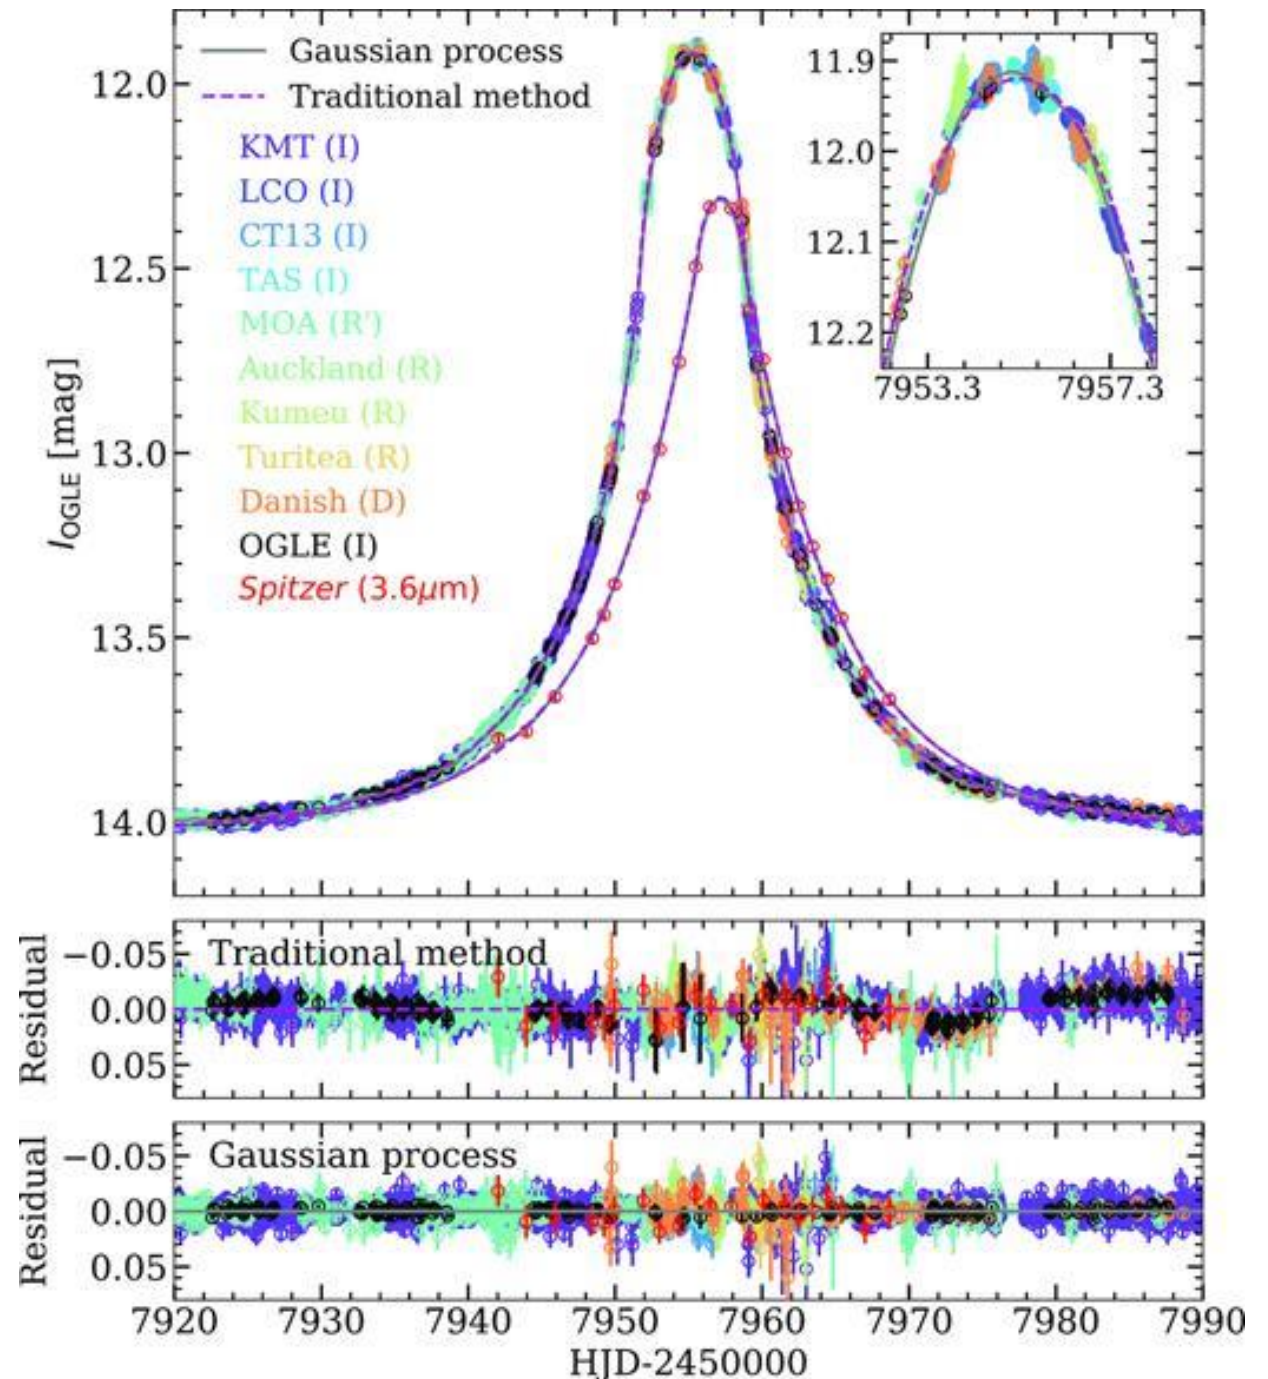 Gaussian process
Traditional method
KMT (I)
LCO (I)
CT13 (I)
TAS (I)
MOA (R')
Auckland (R)
Kumeu (R)
Turitea (R)
Danish (D)
OGLE (I)
Spitzer (3.6μm)
I_OGLE [mag]
12.0
12.5
13.0
13.5
14.0
11.9
12.0
12.1
12.2
7953.3 7957.3
Traditional method
Residual
−0.05
0.00
0.05
Gaussian process
Residual
−0.05
0.00
0.05
7920 7930 7940 7950 7960 7970 7980 7990
HJD-2450000